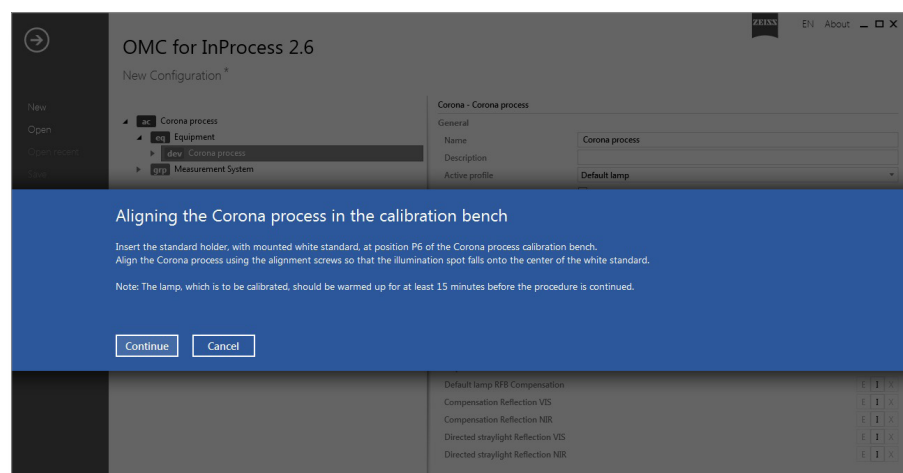 ZEISS
EN About
OMC for InProcess 2.6
New Configuration *
New
Open
Open recent
Save
ac Corona process
eq Equipment
dev Corona process
grp Measurement System
Corona - Corona process
General
Name Corona process
Description
Active profile Default lamp
Aligning the Corona process in the calibration bench
Insert the standard holder, with mounted white standard, at position P6 of the Corona process calibration bench.
Align the Corona process using the alignment screws so that the illumination spot falls onto the center of the white standard.
Note: The lamp, which is to be calibrated, should be warmed up for at least 15 minutes before the procedure is continued.
Continue Cancel
Default lamp RFB Compensation E I X
Compensation Reflection VIS E I X
Compensation Reflection NIR E I X
Directed straylight Reflection VIS E I X
Directed straylight Reflection NIR E I X